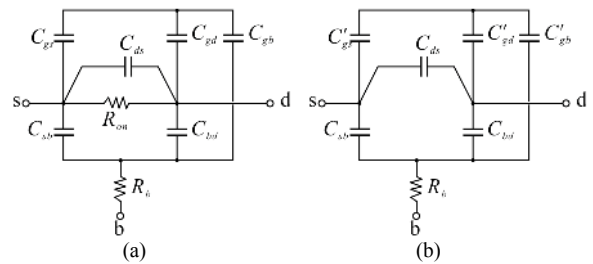 C_gs C_gd C_gb
C_ds
s d
R_on
C_sb C_bd
R_b
b
(a)
C'_gs C'_gd C'_gb
C_ds
s d
C_sb C_bd
R_b
b
(b)